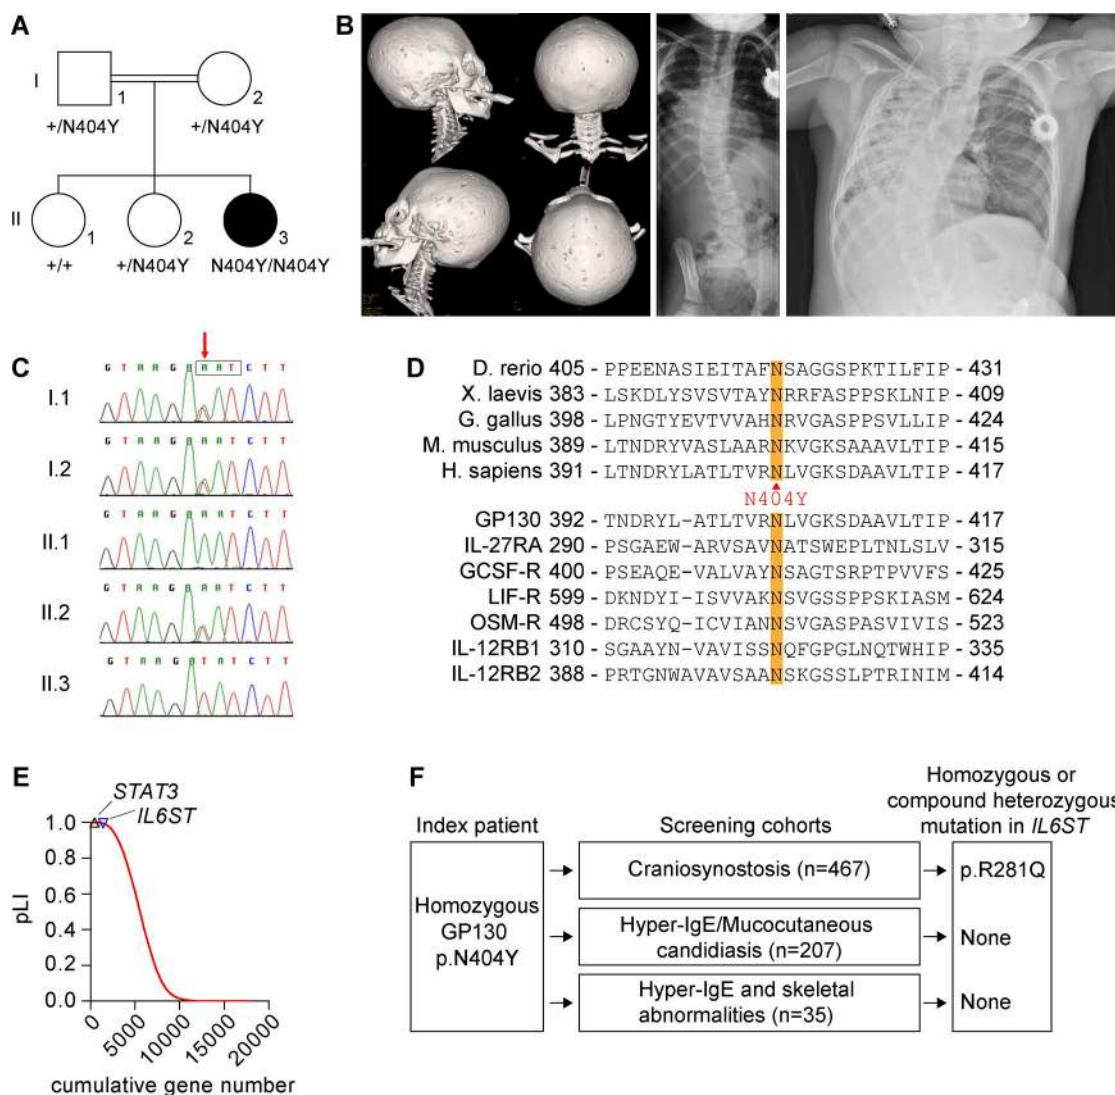 A
I
1
2
+/N404Y
+/N404Y
II
1
2
3
+/+
+/N404Y
N404Y/N404Y
B
C
G T A A G A A A T C T T
I.1
G T A A G A A A T C T T
I.2
G T A A G A A A T C T T
II.1
G T A A G A A A T C T T
II.2
G T A A G A T A T C T T
II.3
D
D. rerio 405 - PPEENASIEITAFNSAGGSPKTILFIP - 431
X. laevis 383 - LSKDLYSVSVTAYNRRFASPPSKLNIP - 409
G. gallus 398 - LPNGTYEVTVVAHNRVGASPPSVLLIP - 424
M. musculus 389 - LTNDRYVASLAARNKVGKSAAAVLTIP - 415
H. sapiens 391 - LTNDRYLATLTVRNLVGKSDAAVLTIP - 417
N404Y
GP130 392 - TNDRYL-ATLTVRNLVGKSDAAVLTIP - 417
IL-27RA 290 - PSGAEW-ARVSAVNATSWEPLTNLSLV - 315
GCSF-R 400 - PSEAQE-VALVAYNSAGTSRPTPVVFS - 425
LIF-R 599 - DKNDYI-ISVVAKNSVGSSPPSKIASM - 624
OSM-R 498 - DRCSYQ-ICVIANNSVGASPASVIVIS - 523
IL-12RB1 310 - SGAAYN-VAVISSNQFGPGLNQTWHIP - 335
IL-12RB2 388 - PRTGNWAVAVSAANSKGSSLPTRINIM - 414
E
STAT3
IL6ST
1.0
0.8
0.6
0.4
0.2
0.0
pLI
0
5000
10000
15000
20000
cumulative gene number
F
Index patient
Screening cohorts
Homozygous or
compound heterozygous
mutation in IL6ST
Homozygous
GP130
p.N404Y
Craniosynostosis (n=467)
p.R281Q
Hyper-IgE/Mucocutaneous
candidiasis (n=207)
None
Hyper-IgE and skeletal
abnormalities (n=35)
None